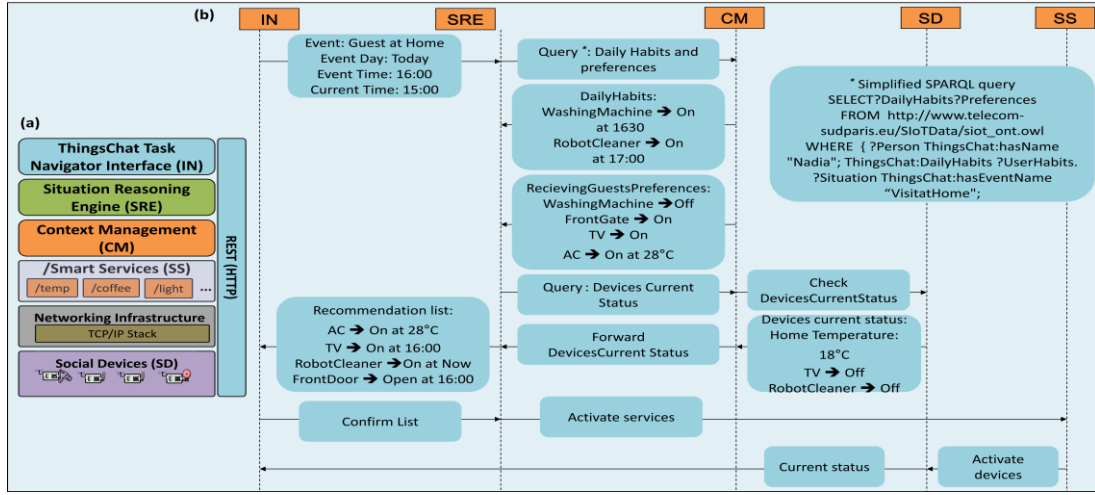 (b)
IN
SRE
CM
SD
SS
Event: Guest at Home
Event Day: Today
Event Time: 16:00
Current Time: 15:00
Query *: Daily Habits and
preferences
* Simplified SPARQL query
SELECT?DailyHabits?Preferences
FROM http://www.telecom-
sudparis.eu/SIoTData/siot_ont.owl
WHERE { ?Person ThingsChat:hasName
"Nadia"; ThingsChat:DailyHabits ?UserHabits.
?Situation ThingsChat:hasEventName
“VisitatHome";
DailyHabits:
WashingMachine ➔ On
at 1630
RobotCleaner ➔ On
at 17:00
(a)
ThingsChat Task
Navigator Interface (IN)
Situation Reasoning
Engine (SRE)
Context Management
(CM)
/Smart Services (SS)
/temp
/coffee
/light
...
Networking Infrastructure
TCP/IP Stack
Social Devices (SD)
REST (HTTP)
RecievingGuestsPreferences:
WashingMachine ➔Off
FrontGate ➔ On
TV ➔ On
AC ➔ On at 28°C
Query : Devices Current
Status
Check
DevicesCurrentStatus
Recommendation list:
AC ➔ On at 28°C
TV ➔ On at 16:00
RobotCleaner ➔On at Now
FrontDoor ➔ Open at 16:00
Forward
DevicesCurrent Status
Devices current status:
Home Temperature:
18°C
TV ➔ Off
RobotCleaner ➔ Off
Confirm List
Activate services
Current status
Activate
devices